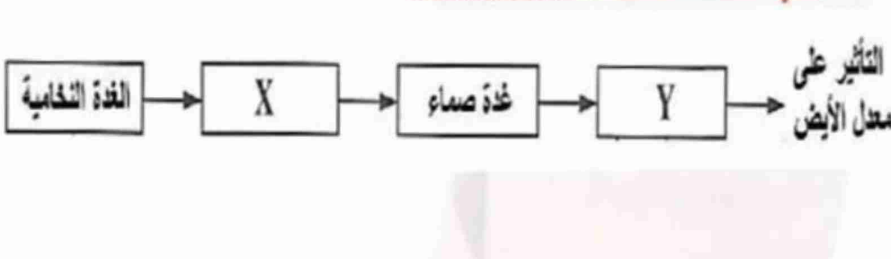 الغدة النخامية
X
غدة صماء
Y
التأثير على
معدل الأيض